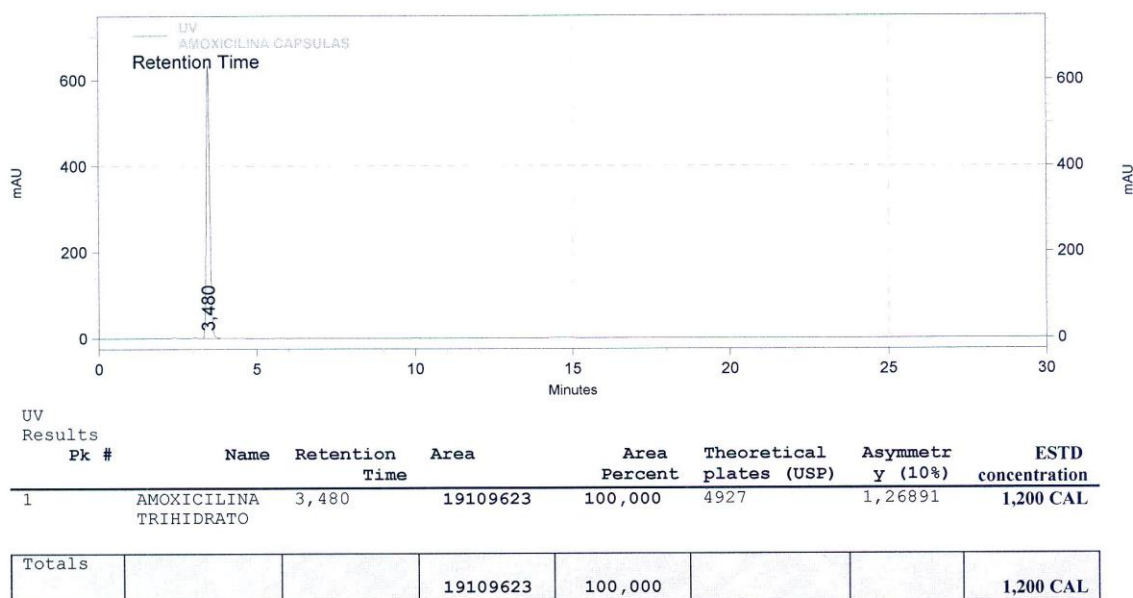 UV
AMOXICILINA CAPSULAS
Retention Time
600
400
200
0
mAU
3,480
600
400
200
0
mAU
0 5 10 15 20 25 30
Minutes
UV
Results
Pk # Name Retention Time Area Area Percent Theoretical plates (USP) Asymmetr y (10%) ESTD concentration
1 AMOXICILINA TRIHIDRATO 3,480 19109623 100,000 4927 1,26891 1,200 CAL
Totals
19109623 100,000 1,200 CAL